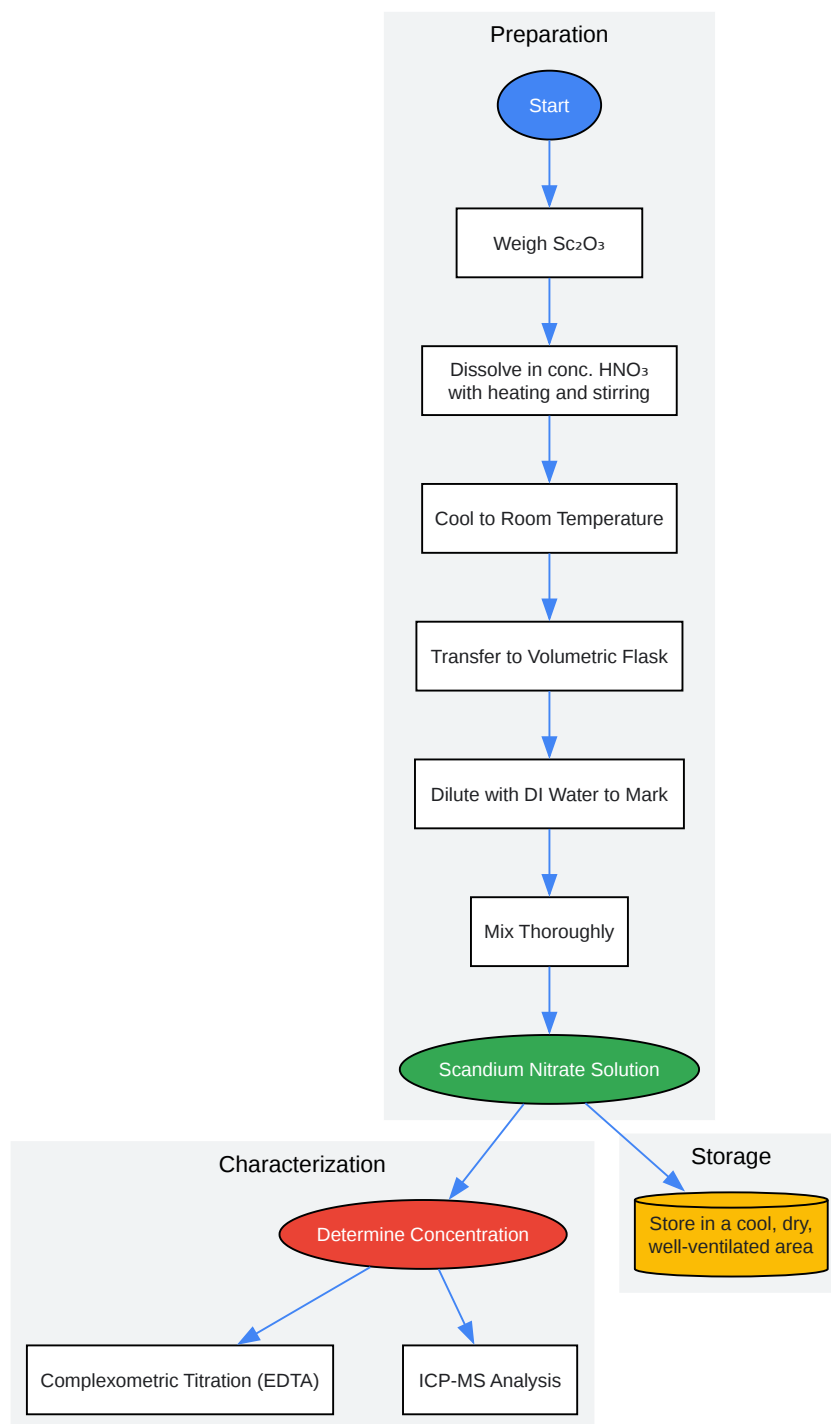 Preparation
Start
Weigh Sc₂O₃
Dissolve in conc. HNO₃
with heating and stirring
Cool to Room Temperature
Transfer to Volumetric Flask
Dilute with DI Water to Mark
Mix Thoroughly
Scandium Nitrate Solution
Characterization
Determine Concentration
Complexometric Titration (EDTA)
ICP-MS Analysis
Storage
Store in a cool, dry,
well-ventilated area